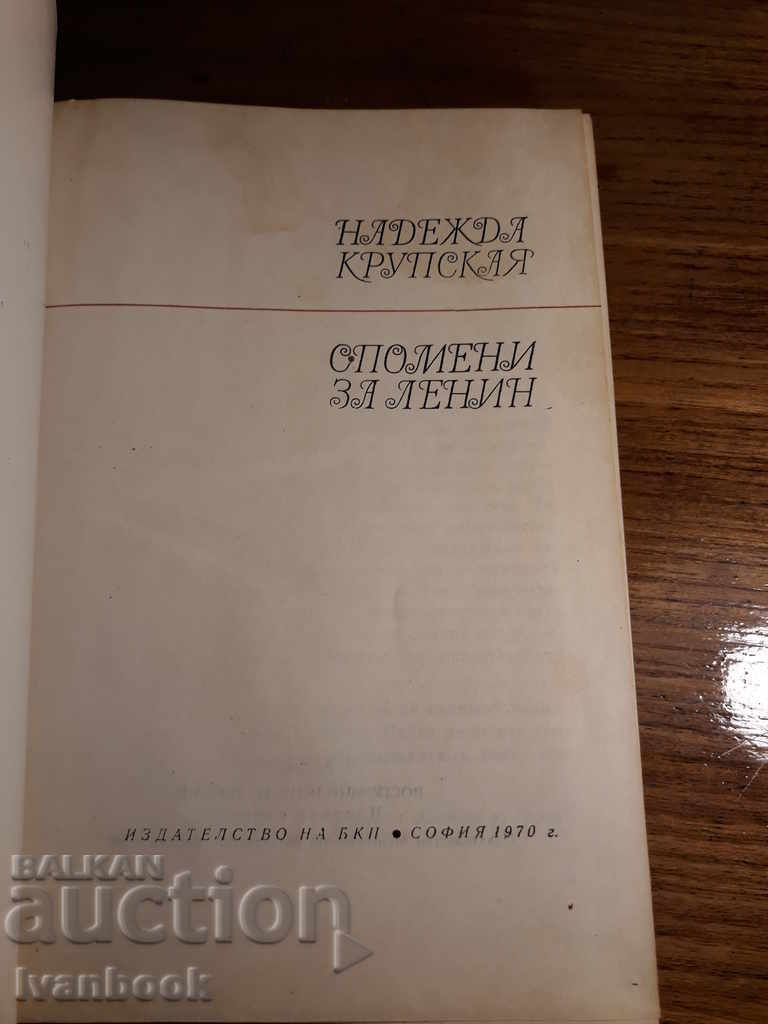 НАДЕЖДА
КРУПСКАЯ
СПОМЕНИ
ЗА ЛЕНИН
ИЗДАТЕЛСТВО НА БКП • СОФИЯ 1970 г.
BALKAN
auction
Ivanbook